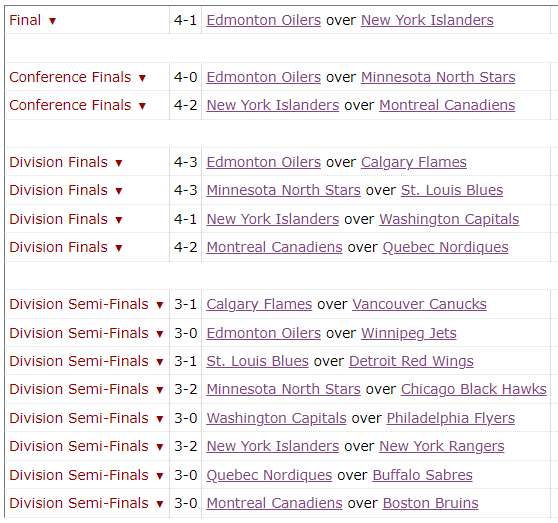 Final ▼ 4-1 Edmonton Oilers over New York Islanders
Conference Finals ▼ 4-0 Edmonton Oilers over Minnesota North Stars
Conference Finals ▼ 4-2 New York Islanders over Montreal Canadiens
Division Finals ▼ 4-3 Edmonton Oilers over Calgary Flames
Division Finals ▼ 4-3 Minnesota North Stars over St. Louis Blues
Division Finals ▼ 4-1 New York Islanders over Washington Capitals
Division Finals ▼ 4-2 Montreal Canadiens over Quebec Nordiques
Division Semi-Finals ▼ 3-1 Calgary Flames over Vancouver Canucks
Division Semi-Finals ▼ 3-0 Edmonton Oilers over Winnipeg Jets
Division Semi-Finals ▼ 3-1 St. Louis Blues over Detroit Red Wings
Division Semi-Finals ▼ 3-2 Minnesota North Stars over Chicago Black Hawks
Division Semi-Finals ▼ 3-0 Washington Capitals over Philadelphia Flyers
Division Semi-Finals ▼ 3-2 New York Islanders over New York Rangers
Division Semi-Finals ▼ 3-0 Quebec Nordiques over Buffalo Sabres
Division Semi-Finals ▼ 3-0 Montreal Canadiens over Boston Bruins